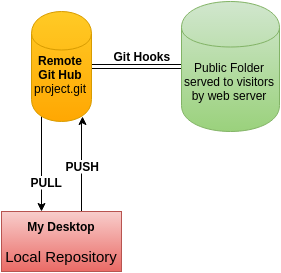 Remote
Git Hub
project.git
Git Hooks
Public Folder
served to visitors
by web server
PUSH
PULL
My Desktop
Local Repository